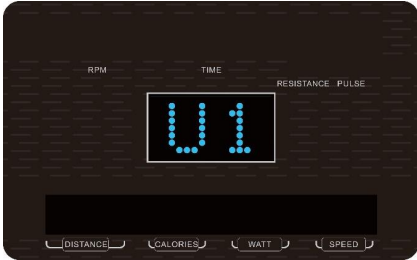 RPM TIME
RESISTANCE PULSE
U1
DISTANCE CALORIES WATT SPEED